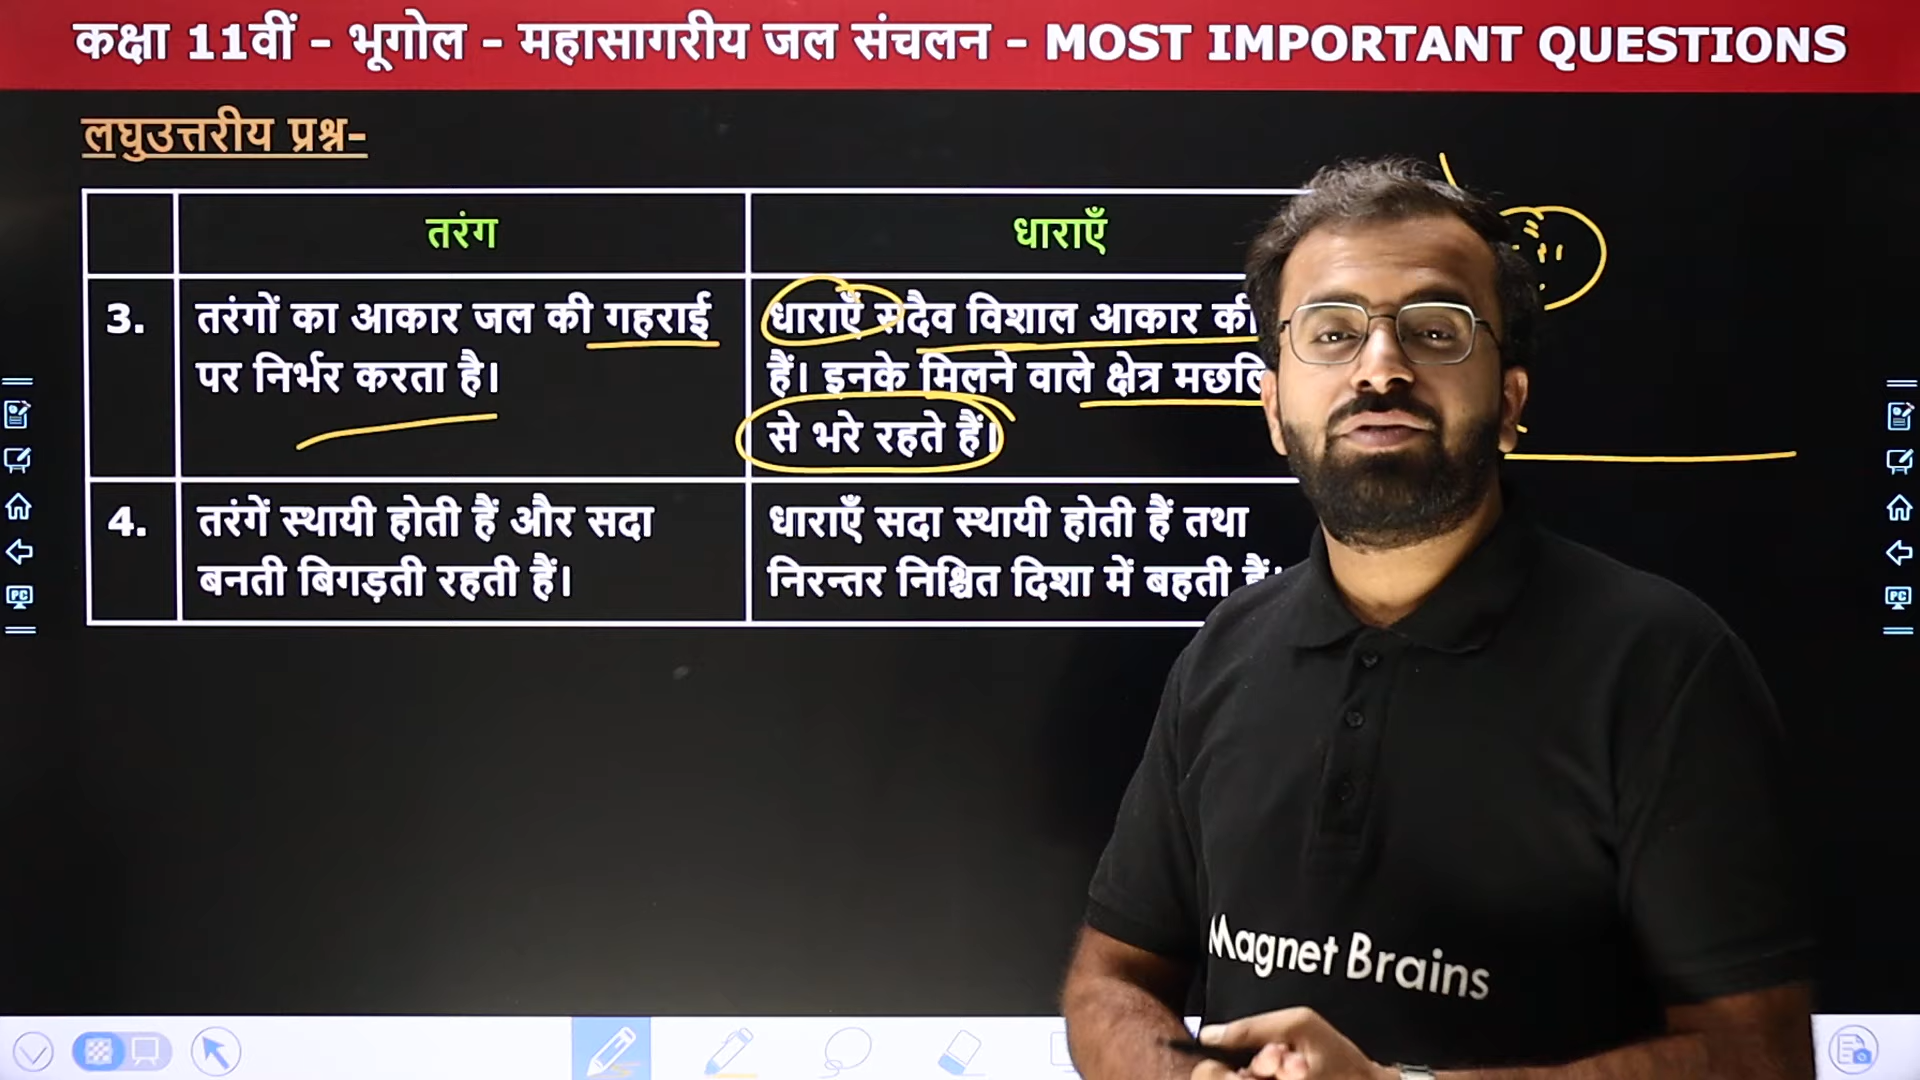 कक्षा 11वीं - भूगोल - महासागरीय जल संचलन - MOST IMPORTANT QUESTIONS
लघुउत्तरीय प्रश्न-
तरंग
धाराएँ
3.
तरंगों का आकार जल की गहराई
पर निर्भर करता है।
धाराएँ सदैव विशाल आकार की
हैं। इनके मिलने वाले क्षेत्र
से भरे रहते हैं।
4.
तरंगें स्थायी होती हैं और सदा
बनती बिगड़ती रहती हैं।
धाराएँ सदा स्थायी होती हैं तथा
निरन्तर निश्चित दिशा में बहती हैं।
Magnet Brains
PC
PC